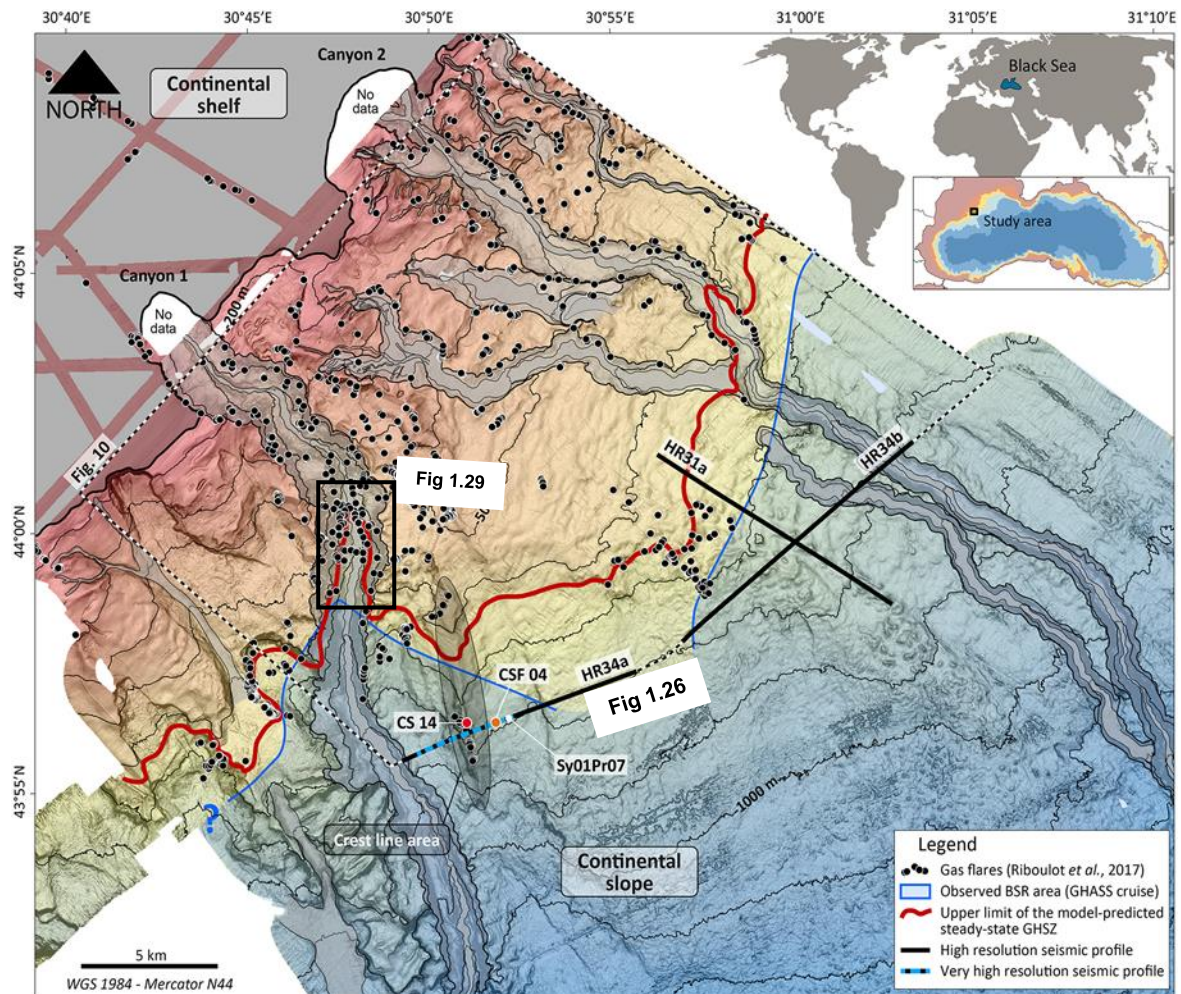 30°40'E
30°45'E
30°50'E
30°55'E
31°00'E
31°05'E
31°10'E
NORTH
Continental
shelf
Canyon 2
No
data
Black Sea
Study area
44°05'N
Canyon 1
No
data
-200 m
Fig. 10
HR31a
HR34b
Fig 1.29
44°00'N
CSF 04
HR34a
Fig 1.26
CS 14
Sy01Pr07
43°55'N
?
1000 m
Crest line area
Continental
slope
5 km
WGS 1984 - Mercator N44
Legend
Gas flares (Riboulot et al., 2017)
Observed BSR area (GHASS cruise)
Upper limit of the model-predicted
steady-state GHSZ
High resolution seismic profile
Very high resolution seismic profile